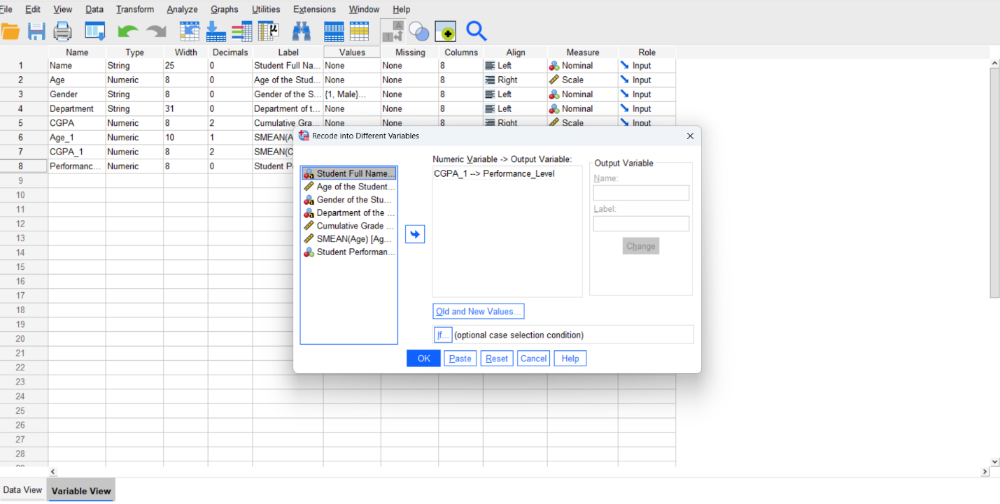 File Edit View Data Transform Analyze Graphs Utilities Extensions Window Help
Name Type Width Decimals Label Values Missing Columns Align Measure Role
1 Name String 25 0 Student Full Na... None None 8 Left Nominal Input
2 Age Numeric 8 0 Age of the Stud... None None 8 Right Scale Input
3 Gender String 8 0 Gender of the S... {1, Male}... None 8 Left Nominal Input
4 Department String 31 0 Department of t... None None 8 Left Nominal Input
5 CGPA Numeric 8 2 Cumulative Gra... None None 8 Right Scale Input
6 Age_1 Numeric 10 1 SMEAN(A
7 CGPA_1 Numeric 8 2 SMEAN(C
8 Performanc... Numeric 8 0 Student P
9
10
11
12
13
14
15
16
17
18
19
20
21
22
23
24
25
26
27
28
Recode into Different Variables
Student Full Name...
Age of the Student...
Gender of the Stu...
Department of the ...
Cumulative Grade ...
SMEAN(Age) [Ag...
Student Performan...
Numeric Variable -> Output Variable:
CGPA_1 --> Performance_Level
Output Variable
Name:
Label:
Change
Old and New Values...
If... (optional case selection condition)
OK Paste Reset Cancel Help
Data View Variable View